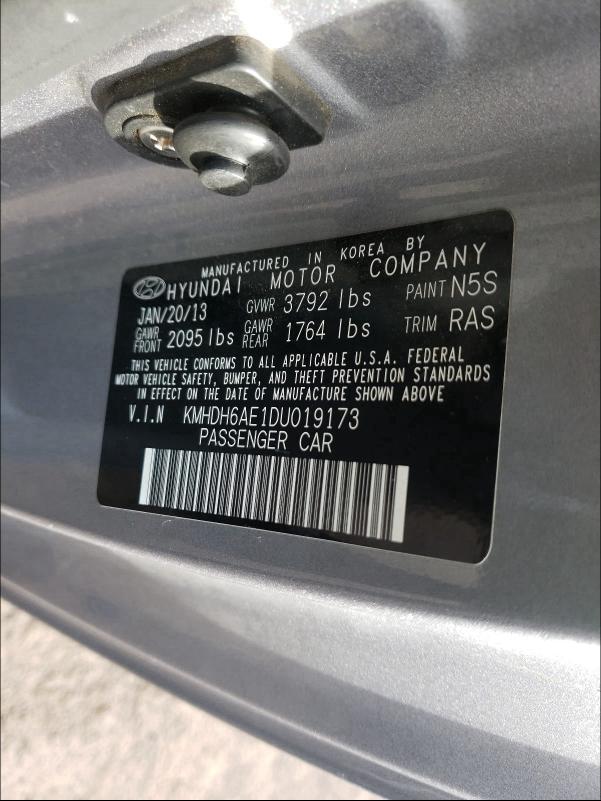 MANUFACTURED IN KOREA BY
HYUNDAI MOTOR COMPANY
JAN/20/13 GVWR 3792 lbs PAINT N5S
GAWR FRONT 2095 lbs GAWR REAR 1764 lbs TRIM RAS
THIS VEHICLE CONFORMS TO ALL APPLICABLE U.S.A. FEDERAL
MOTOR VEHICLE SAFETY, BUMPER, AND THEFT PREVENTION STANDARDS
IN EFFECT ON THE DATE OF MANUFACTURE SHOWN ABOVE
V.I.N KMHDH6AE1DU019173
PASSENGER CAR